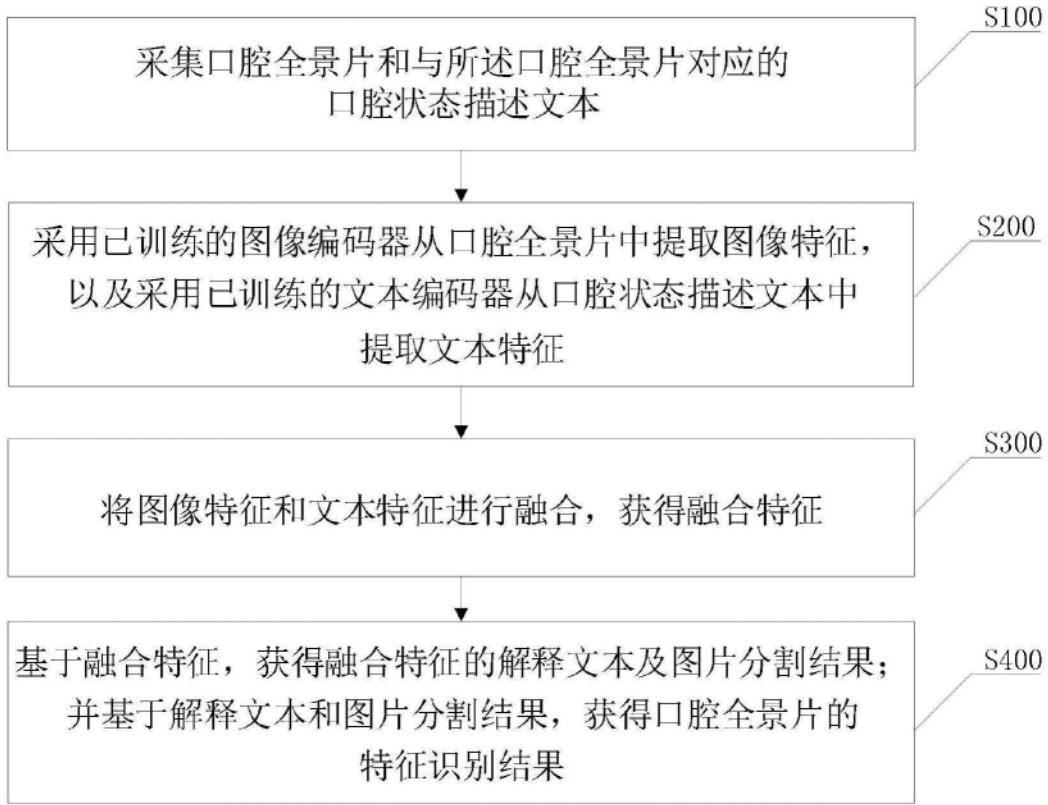 S100
采集口腔全景片和与所述口腔全景片对应的
口腔状态描述文本
S200
采用已训练的图像编码器从口腔全景片中提取图像特征，
以及采用已训练的文本编码器从口腔状态描述文本中
提取文本特征
S300
将图像特征和文本特征进行融合，获得融合特征
S400
基于融合特征，获得融合特征的解释文本及图片分割结果；
并基于解释文本和图片分割结果，获得口腔全景片的
特征识别结果